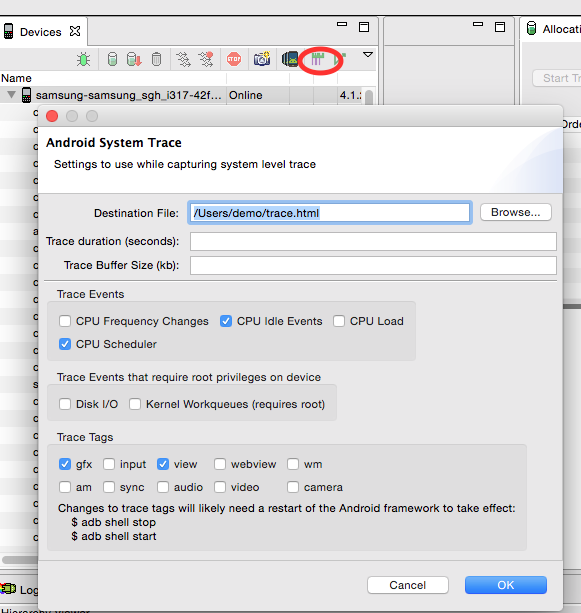 Devices
Allocati
Start Tr
Name
samsung-samsung_sgh_i317-42f... Online 4.1.2
Orde
Android System Trace
Settings to use while capturing system level trace
Destination File: /Users/demo/trace.html Browse...
Trace duration (seconds):
Trace Buffer Size (kb):
Trace Events
CPU Frequency Changes CPU Idle Events CPU Load
CPU Scheduler
Trace Events that require root privileges on device
Disk I/O Kernel Workqueues (requires root)
Trace Tags
gfx input view webview wm
am sync audio video camera
Changes to trace tags will likely need a restart of the Android framework to take effect:
$ adb shell stop
$ adb shell start
Cancel OK
Log